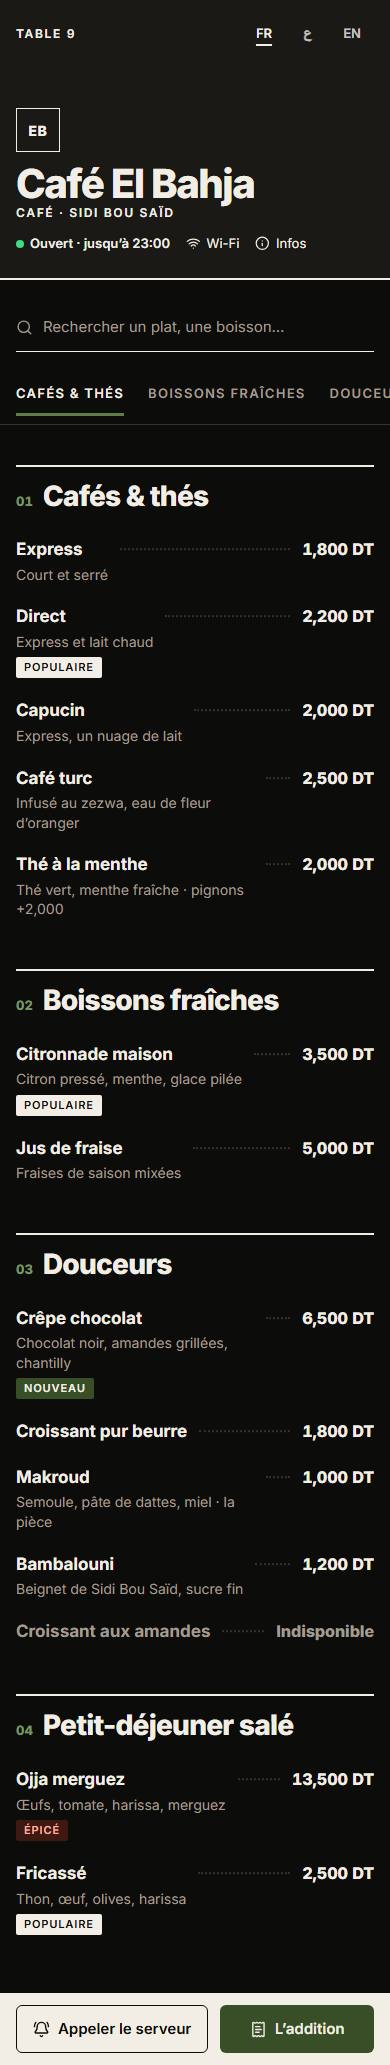 TABLE 9
FR ع EN
EB
Café El Bahja
CAFÉ · SIDI BOU SAÏD
Ouvert · jusqu’à 23:00 Wi-Fi Infos
Rechercher un plat, une boisson...
CAFÉS & THÉS BOISSONS FRAÎCHES DOUCEU
01 Cafés & thés
Express 1,800 DT
Court et serré
Direct 2,200 DT
Express et lait chaud
POPULAIRE
Capucin 2,000 DT
Express, un nuage de lait
Café turc 2,500 DT
Infusé au zezwa, eau de fleur
d’oranger
Thé à la menthe 2,000 DT
Thé vert, menthe fraîche · pignons
+2,000
02 Boissons fraîches
Citronnade maison 3,500 DT
Citron pressé, menthe, glace pilée
POPULAIRE
Jus de fraise 5,000 DT
Fraises de saison mixées
03 Douceurs
Crêpe chocolat 6,500 DT
Chocolat noir, amandes grillées,
chantilly
NOUVEAU
Croissant pur beurre 1,800 DT
Makroud 1,000 DT
Semoule, pâte de dattes, miel · la
pièce
Bambalouni 1,200 DT
Beignet de Sidi Bou Saïd, sucre fin
Croissant aux amandes Indisponible
04 Petit-déjeuner salé
Ojja merguez 13,500 DT
Œufs, tomate, harissa, merguez
ÉPICÉ
Fricassé 2,500 DT
Thon, œuf, olives, harissa
POPULAIRE
Appeler le serveur L’addition